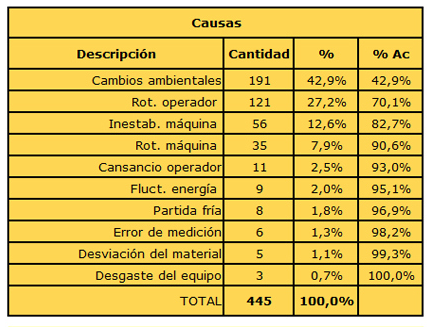 Causas
Descripción Cantidad % % Ac
Cambios ambientales 191 42,9% 42,9%
Rot. operador 121 27,2% 70,1%
Inestab. máquina 56 12,6% 82,7%
Rot. máquina 35 7,9% 90,6%
Cansancio operador 11 2,5% 93,0%
Fluct. energía 9 2,0% 95,1%
Partida fría 8 1,8% 96,9%
Error de medición 6 1,3% 98,2%
Desviación del material 5 1,1% 99,3%
Desgaste del equipo 3 0,7% 100,0%
TOTAL 445 100,0%